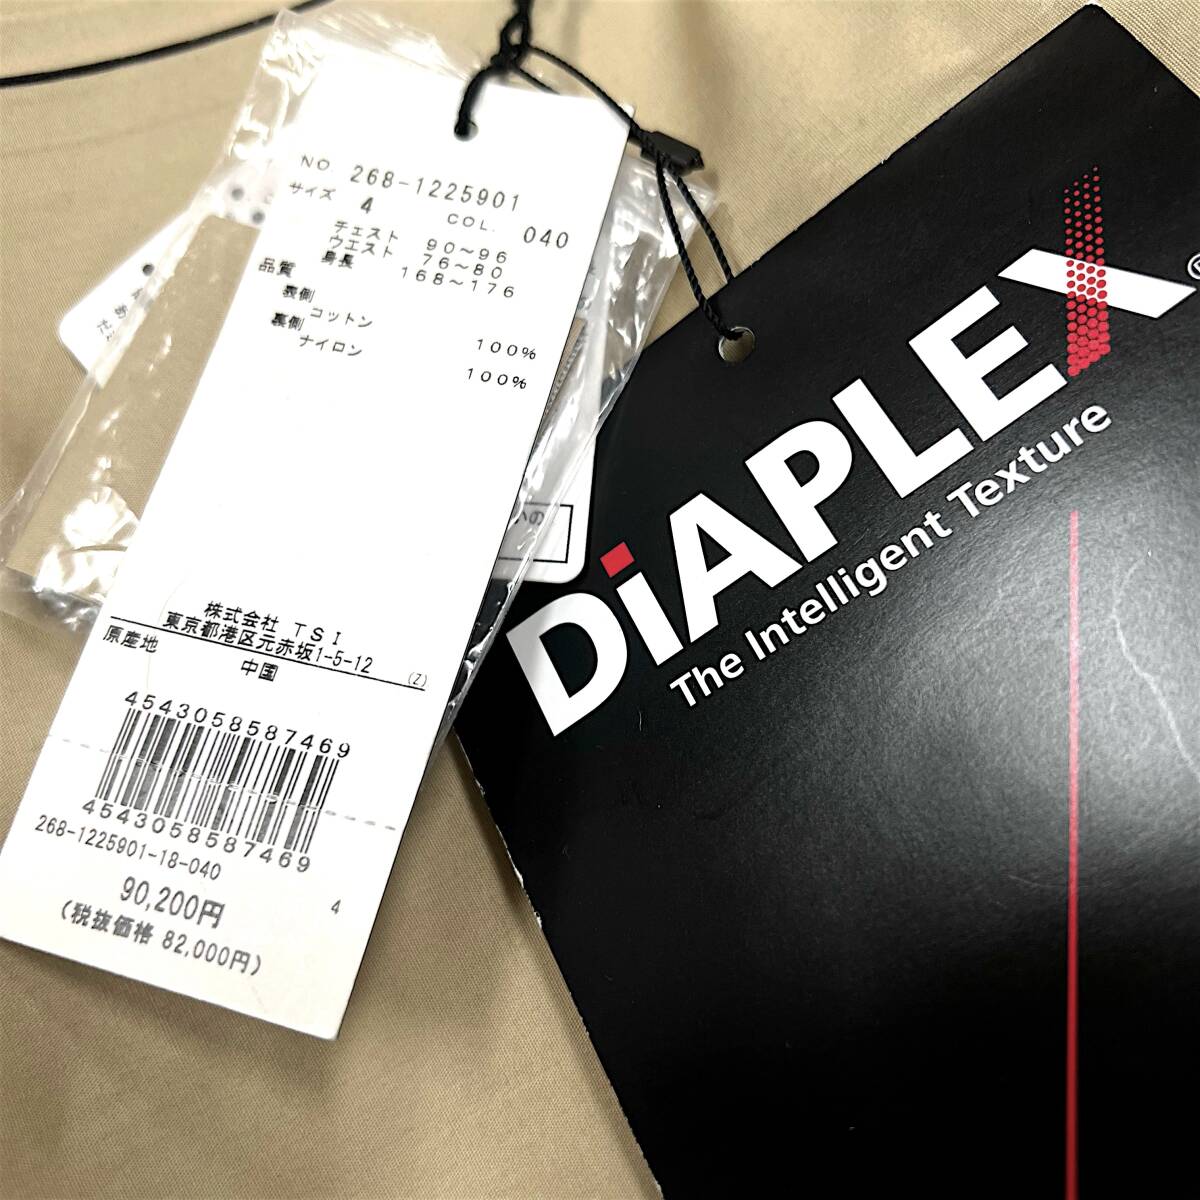 NO. 268-1225901
サイズ 4 COL. 040
チェスト 90～96
ウエスト 76～80
身長 168～176
品質
表側
コットン 100%
裏側
ナイロン 100%
株式会社 TSI
東京都港区元赤坂1-5-12 (Z)
原産地 中国
4543058587469
4543058587469
268-1225901-18-040
4
90,200円
(税抜価格 82,000円)
DiAPLEX®
The Intelligent Texture